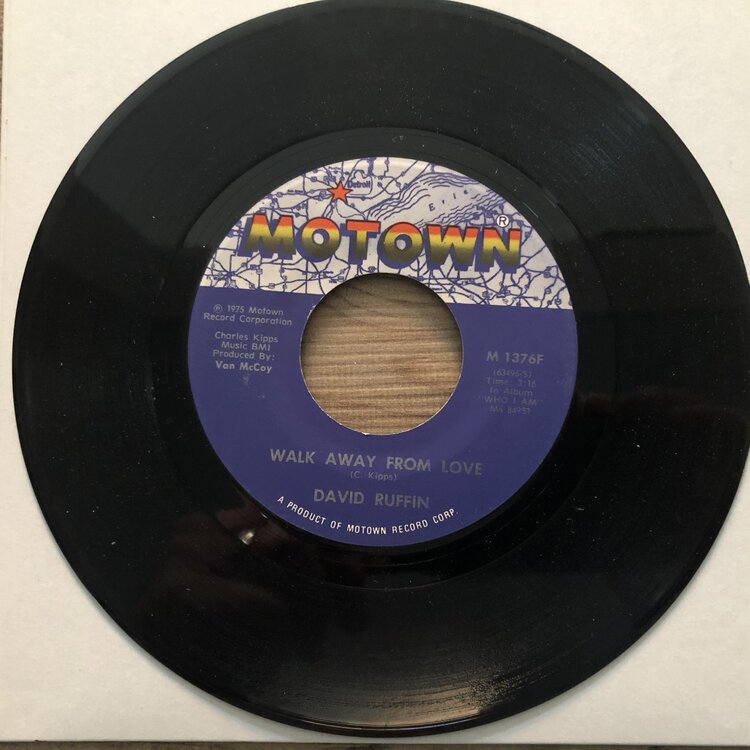 Detroit
Erie
MOTOWN®
℗ 1975 Motown
Record Corporation
Charles Kipps
Music BMI
Produced By:
Van McCoy
M 1376F
Time 3:16
In Album
"WHO I AM"
WALK AWAY FROM LOVE
(C. Kipps)
DAVID RUFFIN
A PRODUCT OF MOTOWN RECORD CORP.